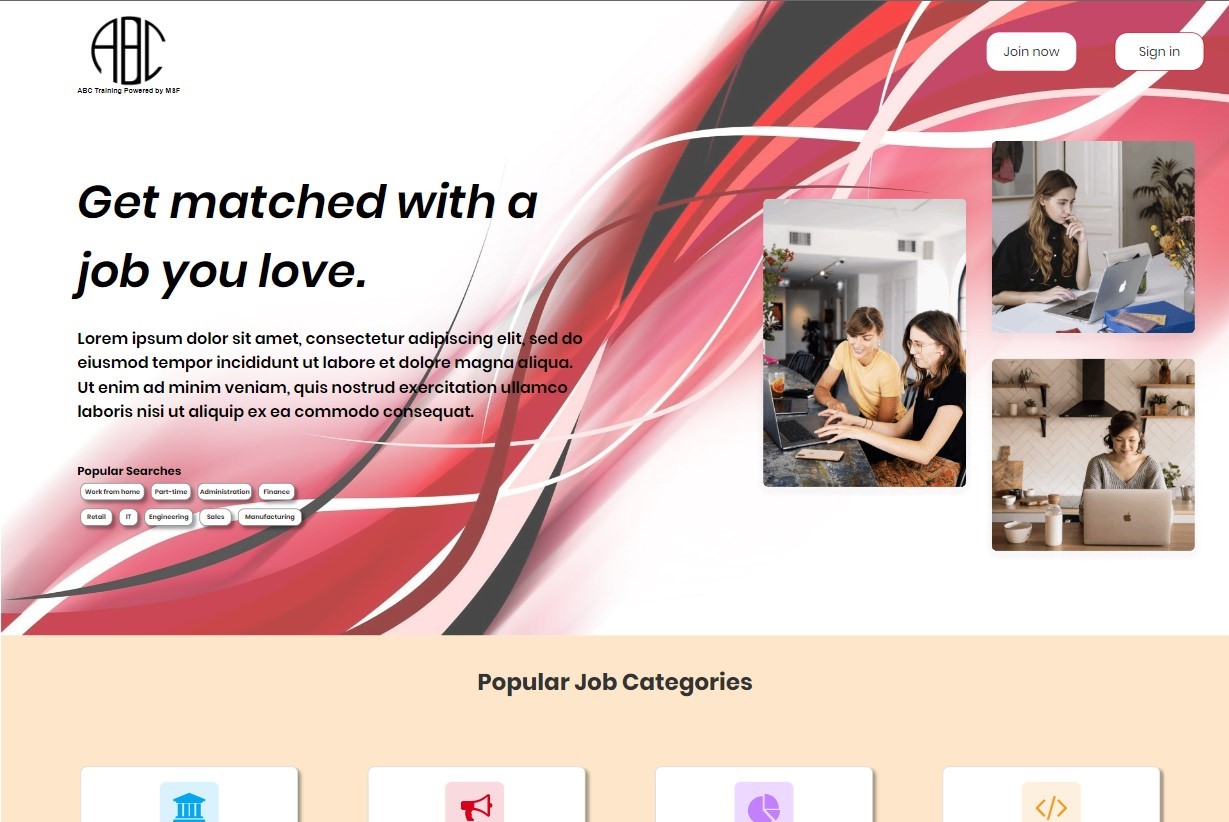 ABC
ABC Training Powered by M8F
Join now
Sign in
Get matched with a
job you love.
Lorem ipsum dolor sit amet, consectetur adipiscing elit, sed do
eiusmod tempor incididunt ut labore et dolore magna aliqua.
Ut enim ad minim veniam, quis nostrud exercitation ullamco
laboris nisi ut aliquip ex ea commodo consequat.
Popular Searches
Work from home Part-time Administration Finance
Retail IT Engineering Sales Manufacturing
Popular Job Categories